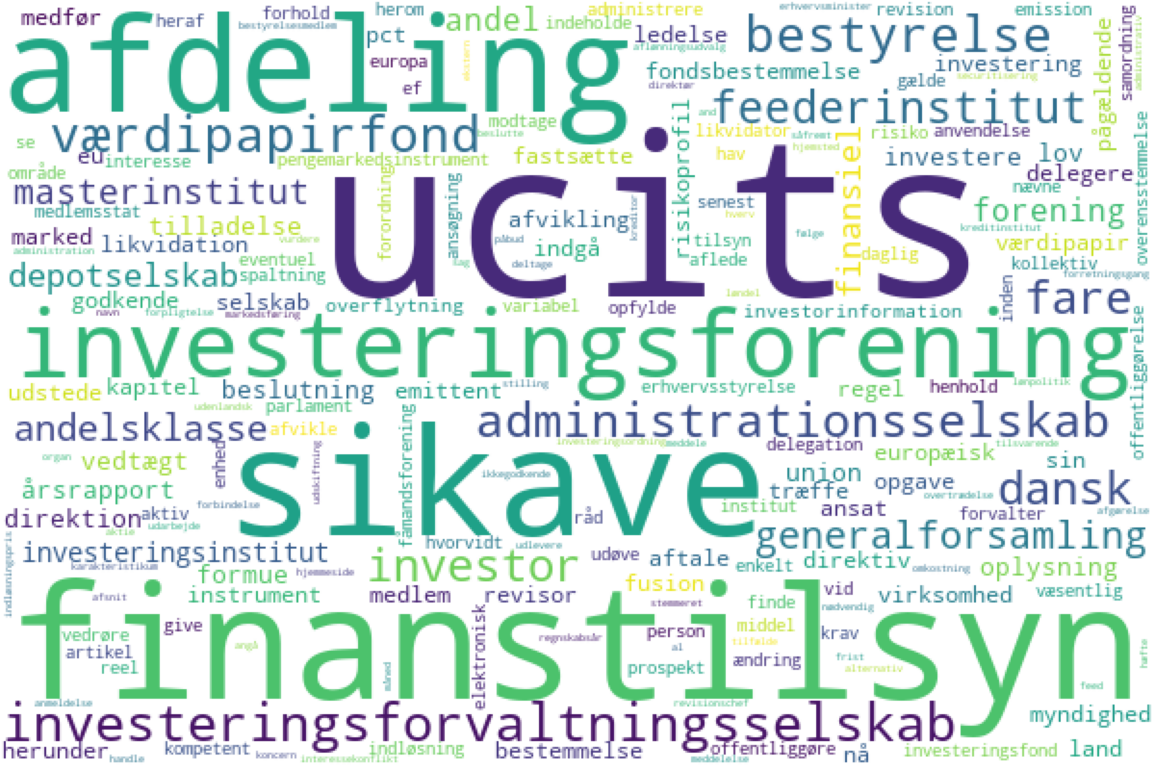 medfør heraf forhold herom andel administrere erhvervsminister revision emission
bestyrelsesmedlem indeholde ledelse aflønningsudvalg bestyrelse
afdeling pct europa ef ekstern fondsbestemmelse direktør investering gælde securitisering samordning administrativ
værdipapirfond modtage beslutte and feederinstitut pågældende
se eu interesse pengemarkedsinstrument fastsætte likvidator såfremt risiko anvendelse
område hav hjemsted investere lov delegere overensstemmelse
masterinstitut ucits risikoprofil finansiel nævne
medlemsstat tilladelse forordning ansøgning afvikling kreditor senest hverv forening kreditinstitut
marked likvidation vurdere påbud indgå tilsyn følge værdipapir
administration eventuel tag deltage aflede daglig kollektiv
depotselskab spaltning løndel forretningsgang
godkende selskab overflytning variabel opfylde investorinformation inden fare
navn forpligtelse markedsføring
investeringsforening offentliggørelse
udstede kapitel beslutning emittent stilling erhvervsstyrelse regel henhold lønpolitik
udenlandsk parlament
andelsklasse afvikle sikave administrationsselskab
organ vedtægt enhed udskiftning fåmandsforening investeringsordning meddele delegation europæisk tilsvarende sin
årsrapport ikkegodkende union træffe opgave overtrædelse dansk
direktion aktiv forbindelse råd institut ansat forvalter afgørelse
aktie udarbejde hvorvidt udlevere generalforsamling
indløsningspris investeringsinstitut investor udøve aftale enkelt direktiv omkostning oplysning
karakteristikum formue hjemmeside fusion
afsnit instrument medlem revisor stemmeret finde vid nødvendig virksomhed væsentlig
finanstilsyn
vedrøre give elektronisk regnskabsår person middel krav
artikel angå al tilfælde
reel måned prospekt ændring frist alternativ hæfte
anmeldelse revisionschef feed
investeringsforvaltningsselskab myndighed
herunder handle kompetent koncern interessekonflikt indløsning bestemmelse meddelelse offentliggøre nå investeringsfond land